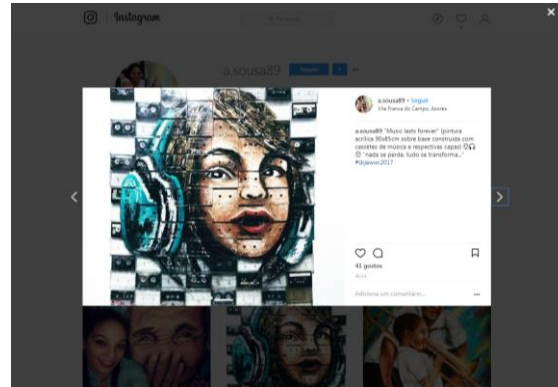 Instagram
a.sousa89
Seguir
a.sousa89 • Seguir
Vila Franca do Campo, Azores
a.sousa89 "Music lasts forever" (pintura
acrílica 90x85cm sobre base construída com
cassetes de música e respectivas capas)
"nada se perde, tudo se transforma..."
41 gostos
Adiciona um comentário...